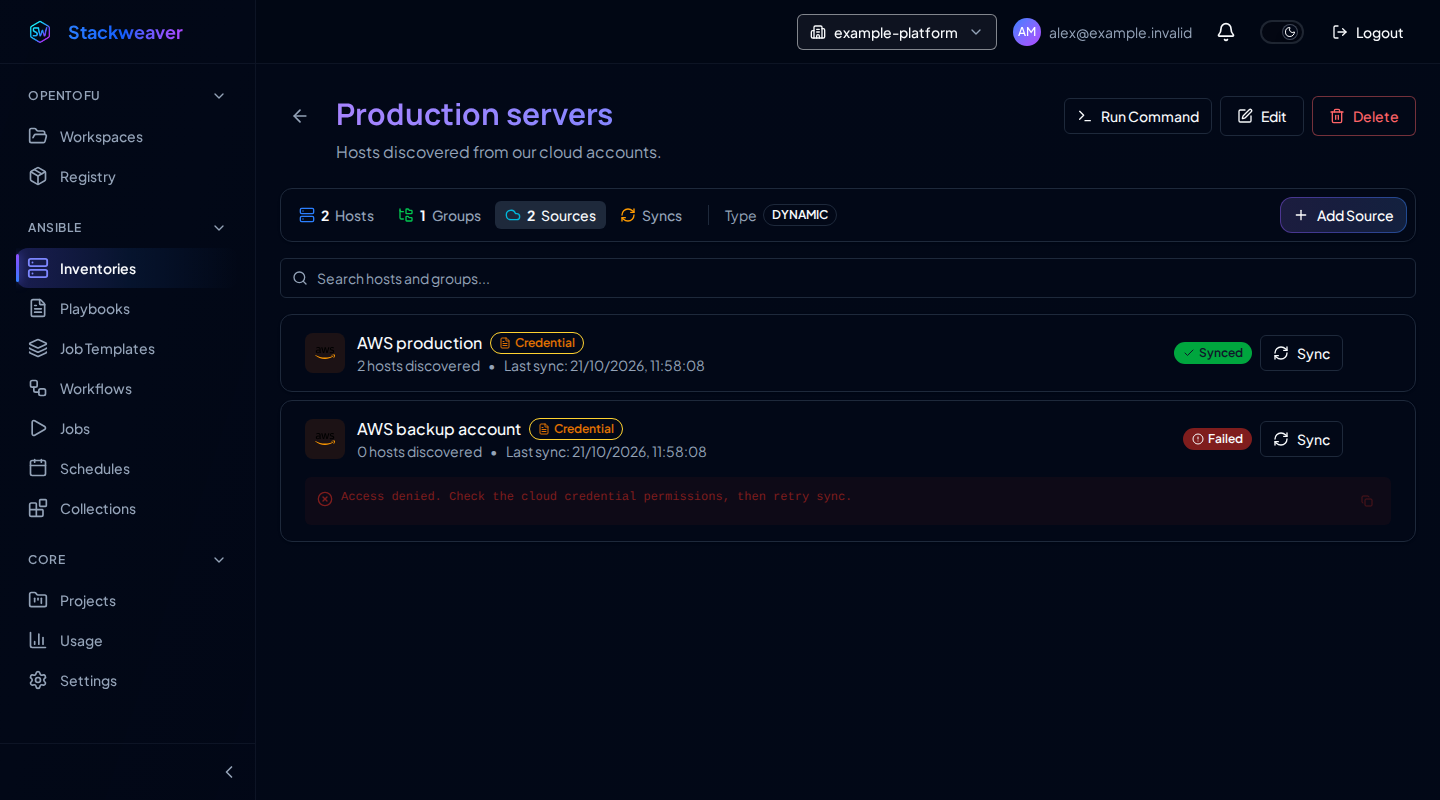 SW Stackweaver
example-platform
AM alex@example.invalid
Logout
OPENTOFU
Workspaces
Registry
ANSIBLE
Inventories
Playbooks
Job Templates
Workflows
Jobs
Schedules
Collections
CORE
Projects
Usage
Settings
Production servers
Hosts discovered from our cloud accounts.
Run Command
Edit
Delete
2 Hosts
1 Groups
2 Sources
Syncs
Type DYNAMIC
Add Source
Search hosts and groups...
AWS production Credential
2 hosts discovered • Last sync: 21/10/2026, 11:58:08
Synced
Sync
AWS backup account Credential
0 hosts discovered • Last sync: 21/10/2026, 11:58:08
Failed
Sync
Access denied. Check the cloud credential permissions, then retry sync.